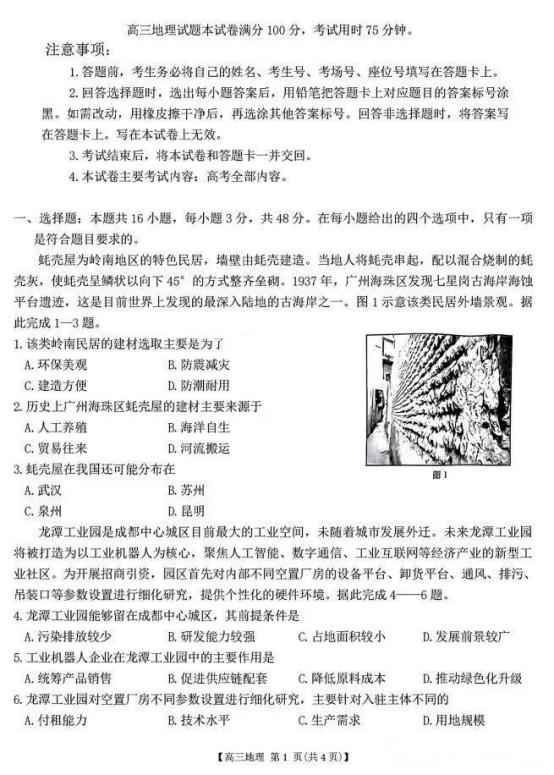 高三地理试题本试卷满分 100 分，考试用时 75 分钟。
注意事项：
1.答题前，考生务必将自己的姓名、考生号、考场号、座位号填写在答题卡上。
2.回答选择题时，选出每小题答案后，用铅笔把答题卡上对应题目的答案标号涂
黑。如需改动，用橡皮擦干净后，再选涂其他答案标号。回答非选择题时，将答案写
在答题卡上。写在本试卷上无效。
3.考试结束后，将本试卷和答题卡一并交回。
4.本试卷主要考试内容：高考全部内容。
一、选择题：本题共 16 小题，每小题 3 分，共 48 分。在每小题给出的四个选项中，只有一项
是符合题目要求的。
蚝壳屋为岭南地区的特色民居，墙壁由蚝壳建造。当地人将蚝壳串起，配以混合烧制的蚝
壳灰，使蚝壳呈鳞状以向下 45°的方式整齐垒砌。1937 年，广州海珠区发现七星岗古海岸海蚀
平台遗迹，这是目前世界上发现的最深入陆地的古海岸之一。图 1 示意该类民居外墙景观。据
此完成 1—3 题。
1.该类岭南民居的建材选取主要是为了
A.环保美观 B.防震减灾
C.建造方便 D.防潮耐用
2.历史上广州海珠区蚝壳屋的建材主要来源于
A.人工养殖 B.海洋自生
C.贸易往来 D.河流搬运
图 1
3.蚝壳屋在我国还可能分布在
A.武汉 B.苏州
C.泉州 D.昆明
龙潭工业园是成都中心城区目前最大的工业空间，未随着城市发展外迁。未来龙潭工业园
将被打造为以工业机器人为核心，聚焦人工智能、数字通信、工业互联网等经济产业的新型工
业社区。为开展招商引资，园区首先对内部不同空置厂房的设备平台、卸货平台、通风、排污、
吊装口等参数设置进行细化研究，提供个性化的硬件环境。据此完成 4——6 题。
4.龙潭工业园能够留在成都中心城区，其前提条件是
A.污染排放较少 B.研发能力较强 C.占地面积较小 D.发展前景较广
5.工业机器人企业在龙潭工业园中的主要作用是
A.统筹产品销售 B.促进供应链配套 C.降低原料成本 D.推动绿色化升级
6.龙潭工业园对空置厂房不同参数设置进行细化研究，主要针对入驻主体不同的
A.付租能力 B.技术水平 C.生产需求 D.用地规模
【高三地理 第 1 页(共 4 页)】